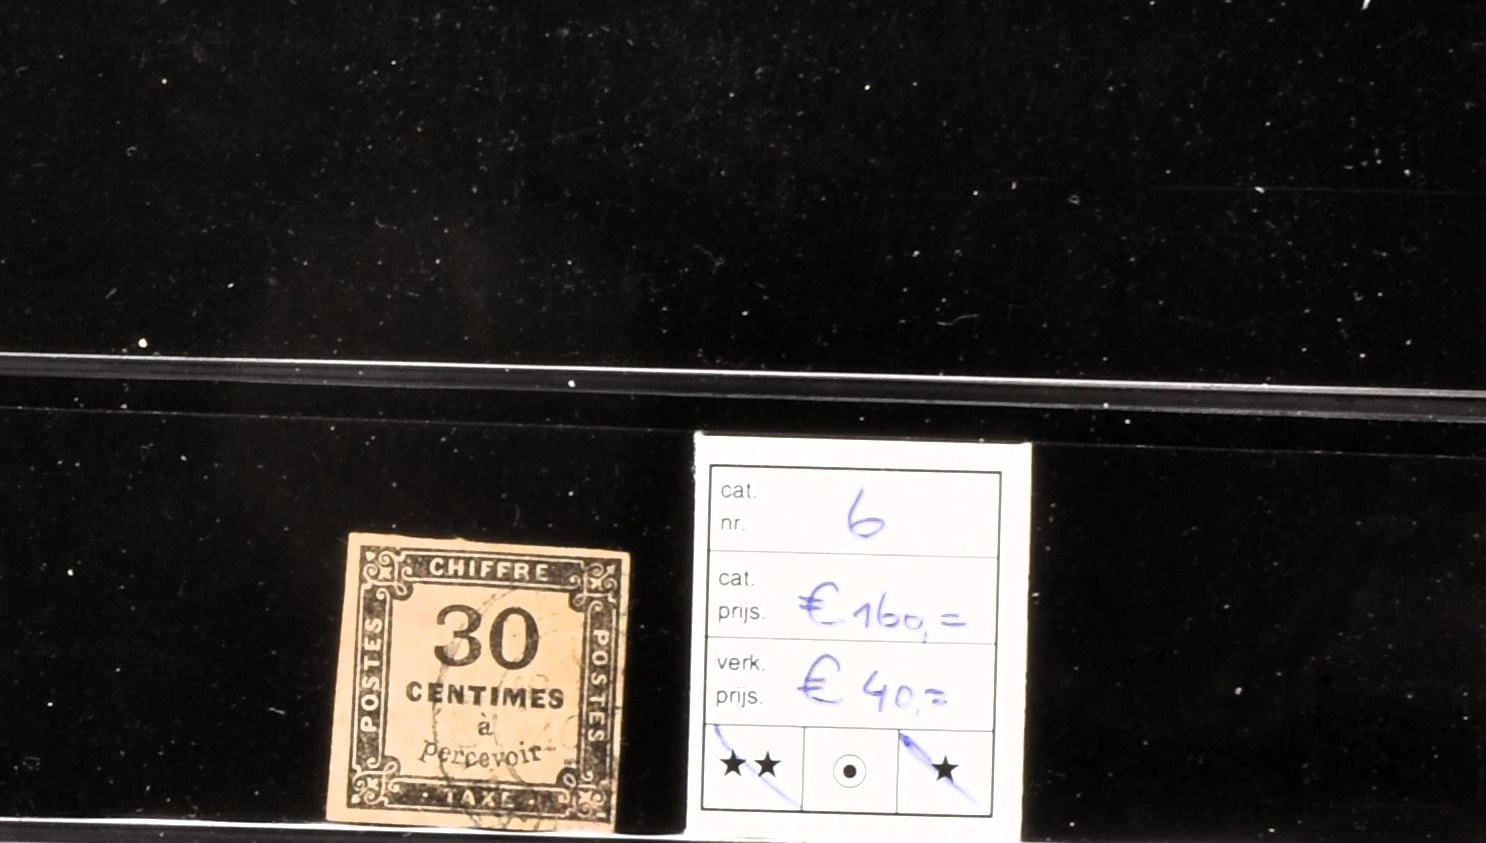 CHIFFRE
POSTES
30
CENTIMES
à
percevoir
POSTES
TAXE
cat.
nr. 6
cat.
prijs. € 160,=
verk.
prijs. € 40,=
★★ ★